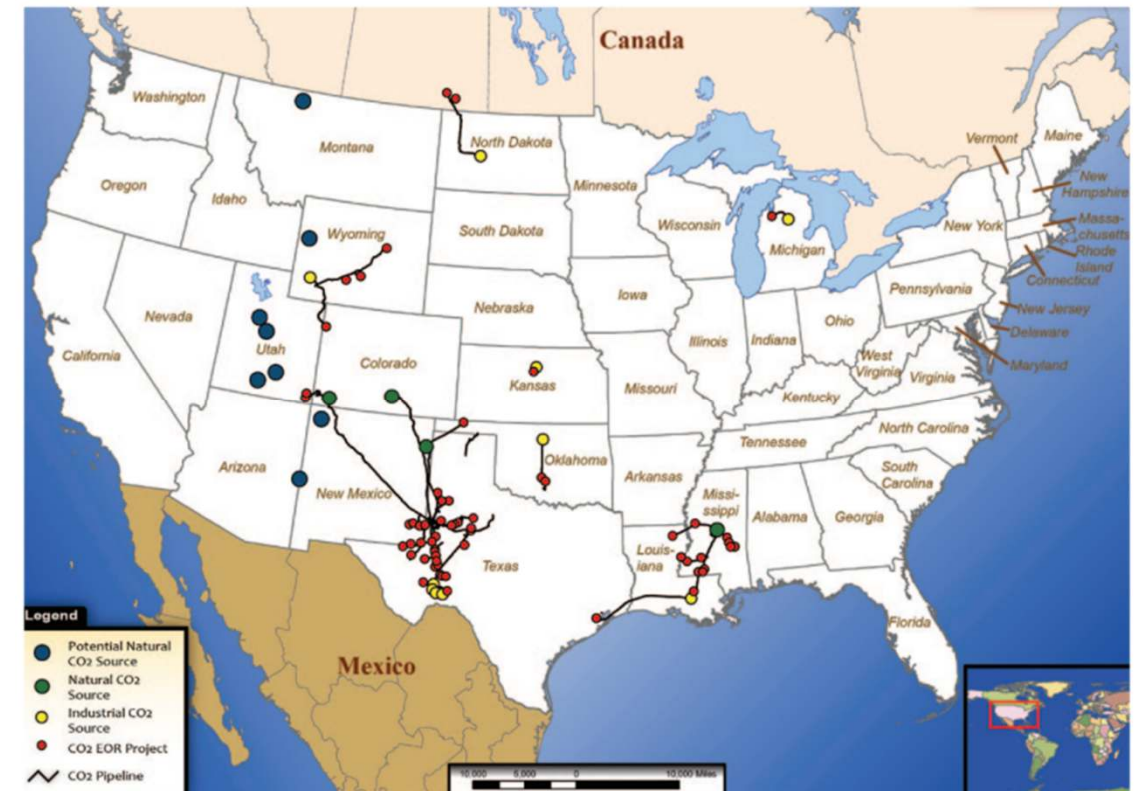 Canada
Washington
Montana
North Dakota
Minnesota
Vermont
Maine
Oregon
Idaho
New
Hampshire
Wyoming
South Dakota
Wisconsin
Michigan
New York
Massa-
chusetts
Rhode
Island
Connecticut
Nebraska
Iowa
Pennsylvania
New Jersey
Delaware
Maryland
Nevada
Utah
Colorado
Illinois
Indiana
Ohio
West
Virginia
Virginia
California
Kansas
Missouri
Kentucky
Arizona
New Mexico
Oklahoma
Arkansas
Tennessee
North Carolina
South
Carolina
Missi-
ssippi
Alabama
Georgia
Texas
Louis-
iana
Florida
Mexico
Legend
Potential Natural
CO2 Source
Natural CO2
Source
Industrial CO2
Source
CO2 EOR Project
CO2 Pipeline
10,000 5,000 0 10,000 Miles